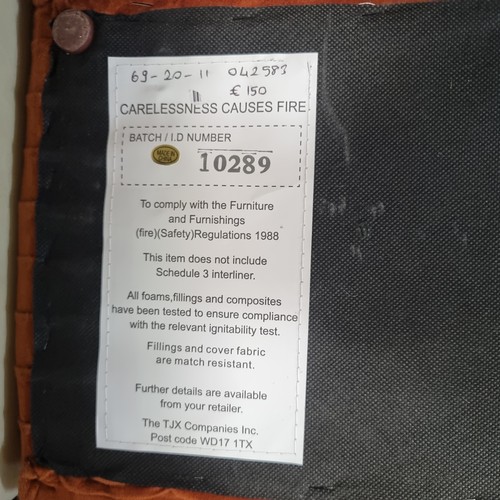 69-20-11 042583
£150
CARELESSNESS CAUSES FIRE
BATCH / I.D NUMBER
10289
To comply with the Furniture
and Furnishings
(fire)(Safety)Regulations 1988
This item does not include
Schedule 3 interliner.
All foams,fillings and composites
have been tested to ensure compliance
with the relevant ignitability test.
Fillings and cover fabric
are match resistant.
Further details are available
from your retailer.
The TJX Companies Inc.
Post code WD17 1TX